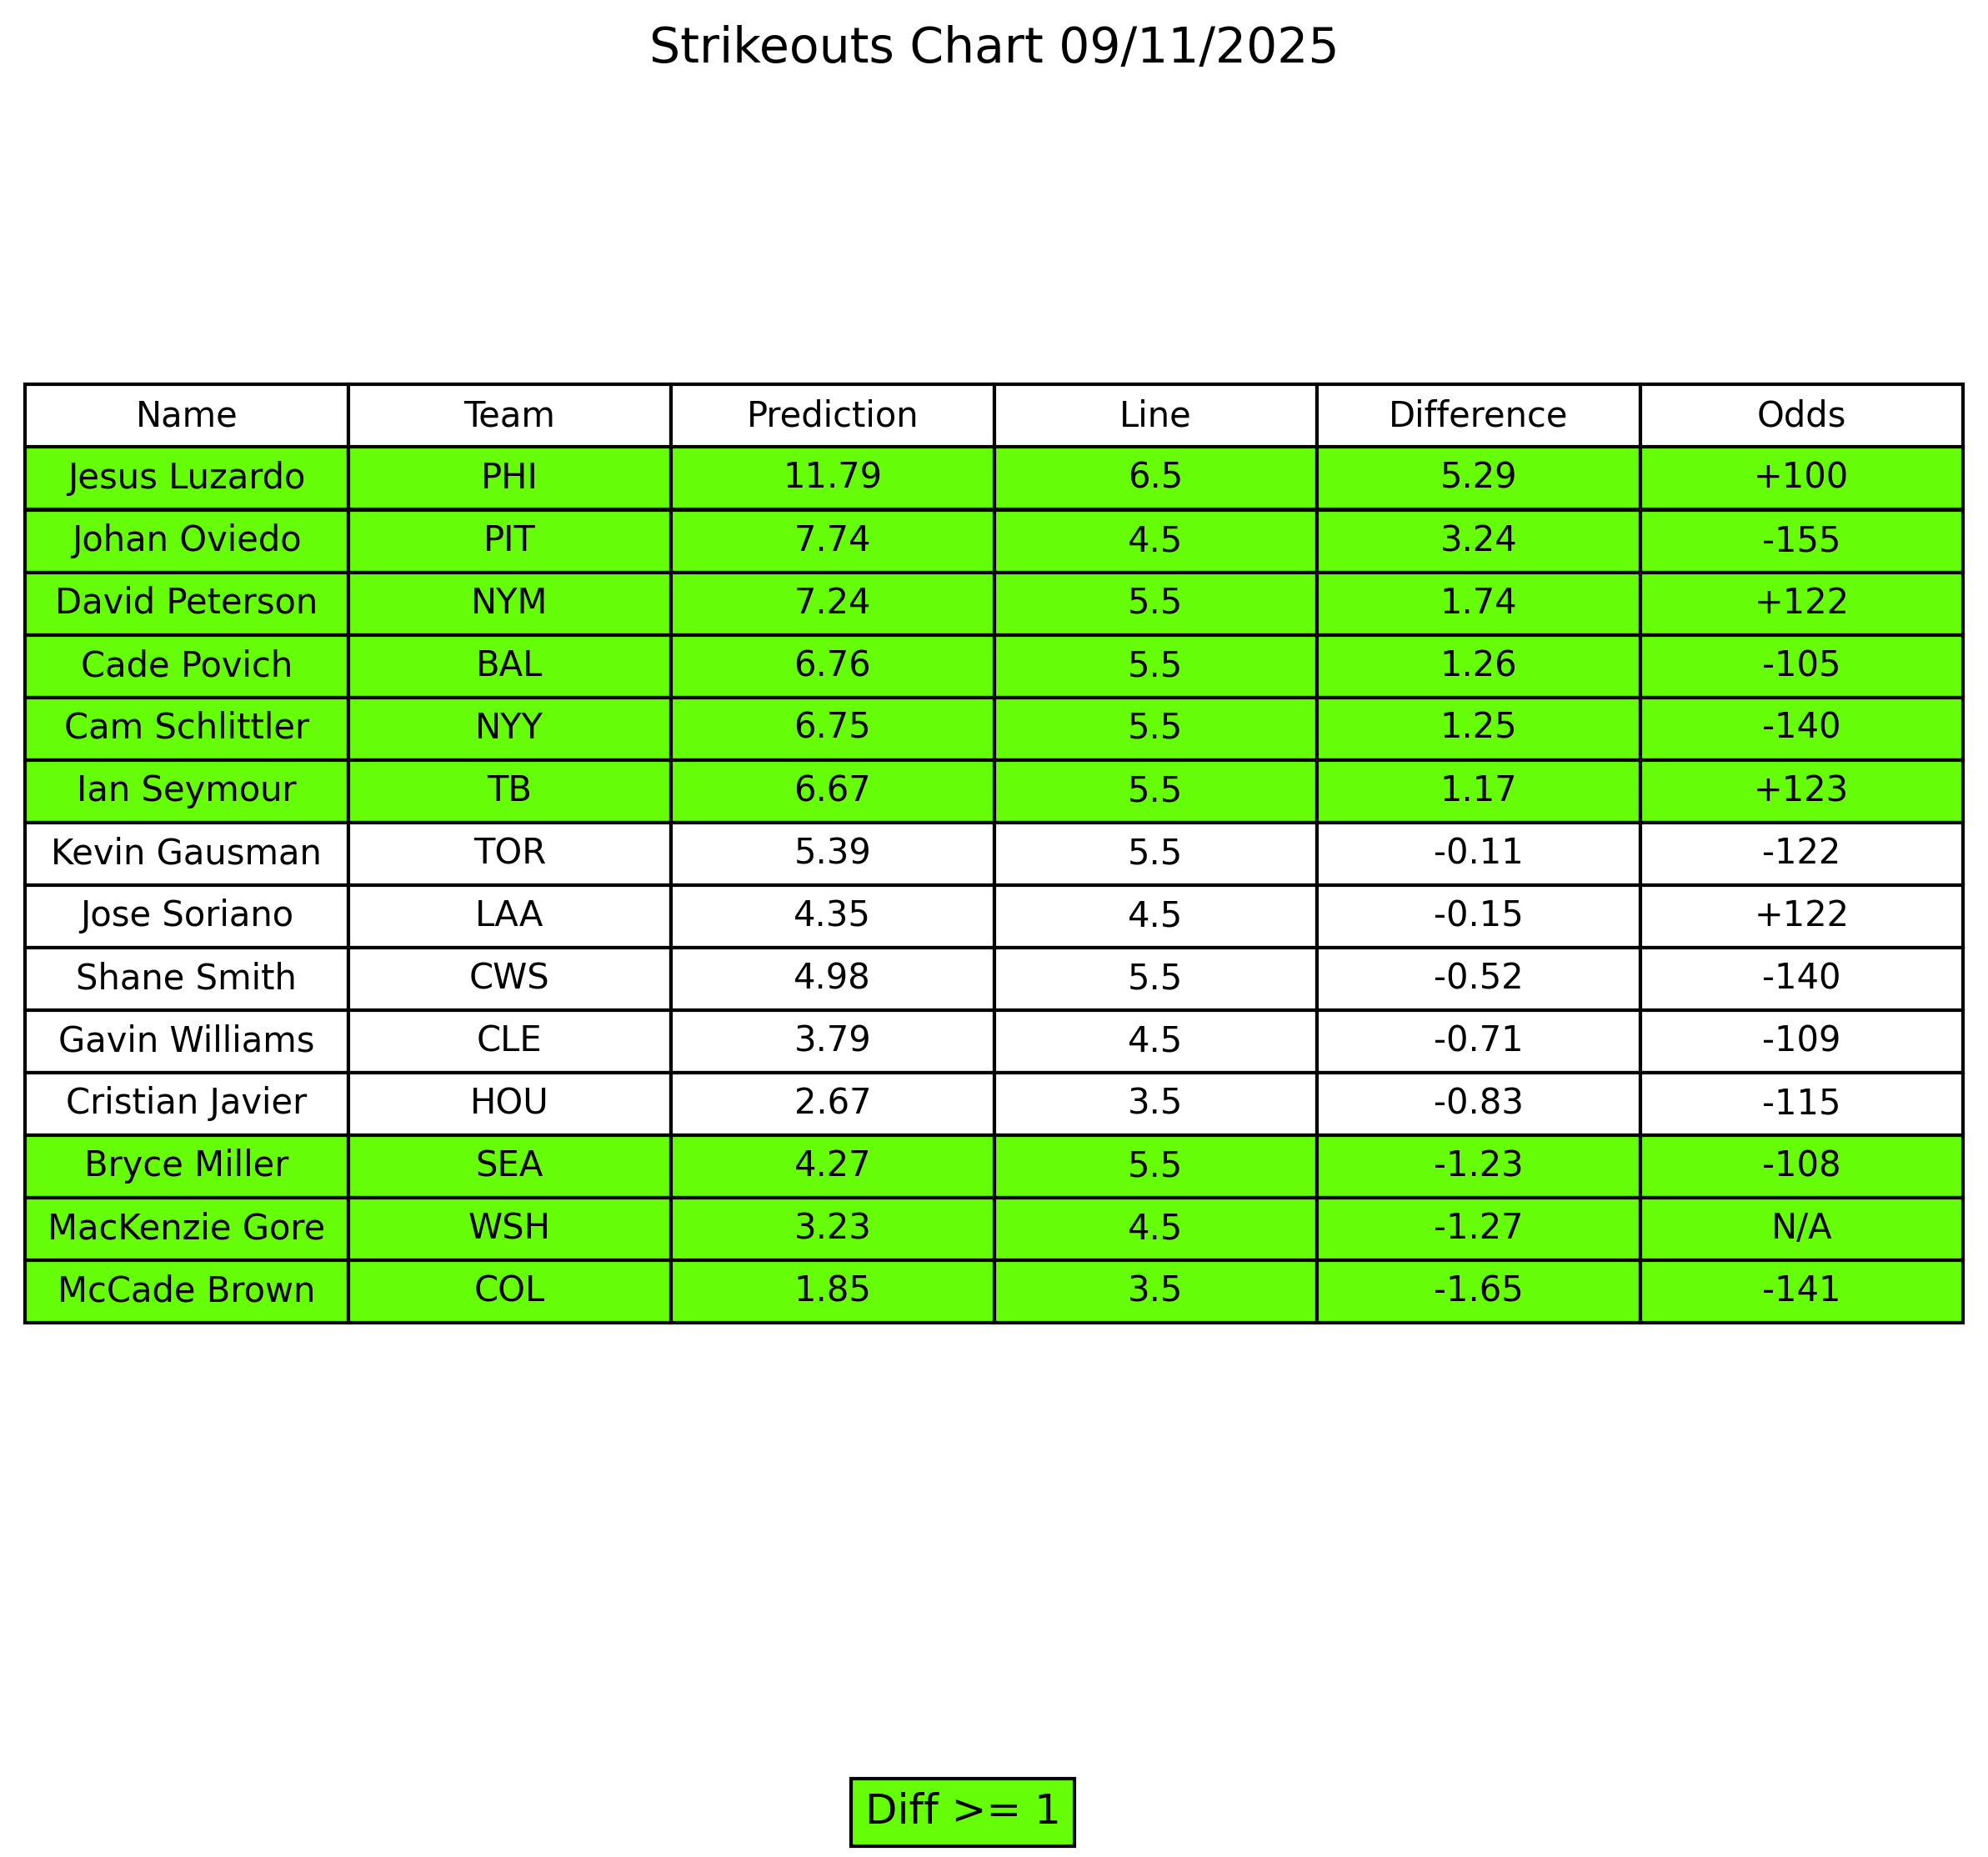 Strikeouts Chart 09/11/2025
Name Team Prediction Line Difference Odds
Jesus Luzardo PHI 11.79 6.5 5.29 +100
Johan Oviedo PIT 7.74 4.5 3.24 -155
David Peterson NYM 7.24 5.5 1.74 +122
Cade Povich BAL 6.76 5.5 1.26 -105
Cam Schlittler NYY 6.75 5.5 1.25 -140
Ian Seymour TB 6.67 5.5 1.17 +123
Kevin Gausman TOR 5.39 5.5 -0.11 -122
Jose Soriano LAA 4.35 4.5 -0.15 +122
Shane Smith CWS 4.98 5.5 -0.52 -140
Gavin Williams CLE 3.79 4.5 -0.71 -109
Cristian Javier HOU 2.67 3.5 -0.83 -115
Bryce Miller SEA 4.27 5.5 -1.23 -108
MacKenzie Gore WSH 3.23 4.5 -1.27 N/A
McCade Brown COL 1.85 3.5 -1.65 -141
Diff >= 1